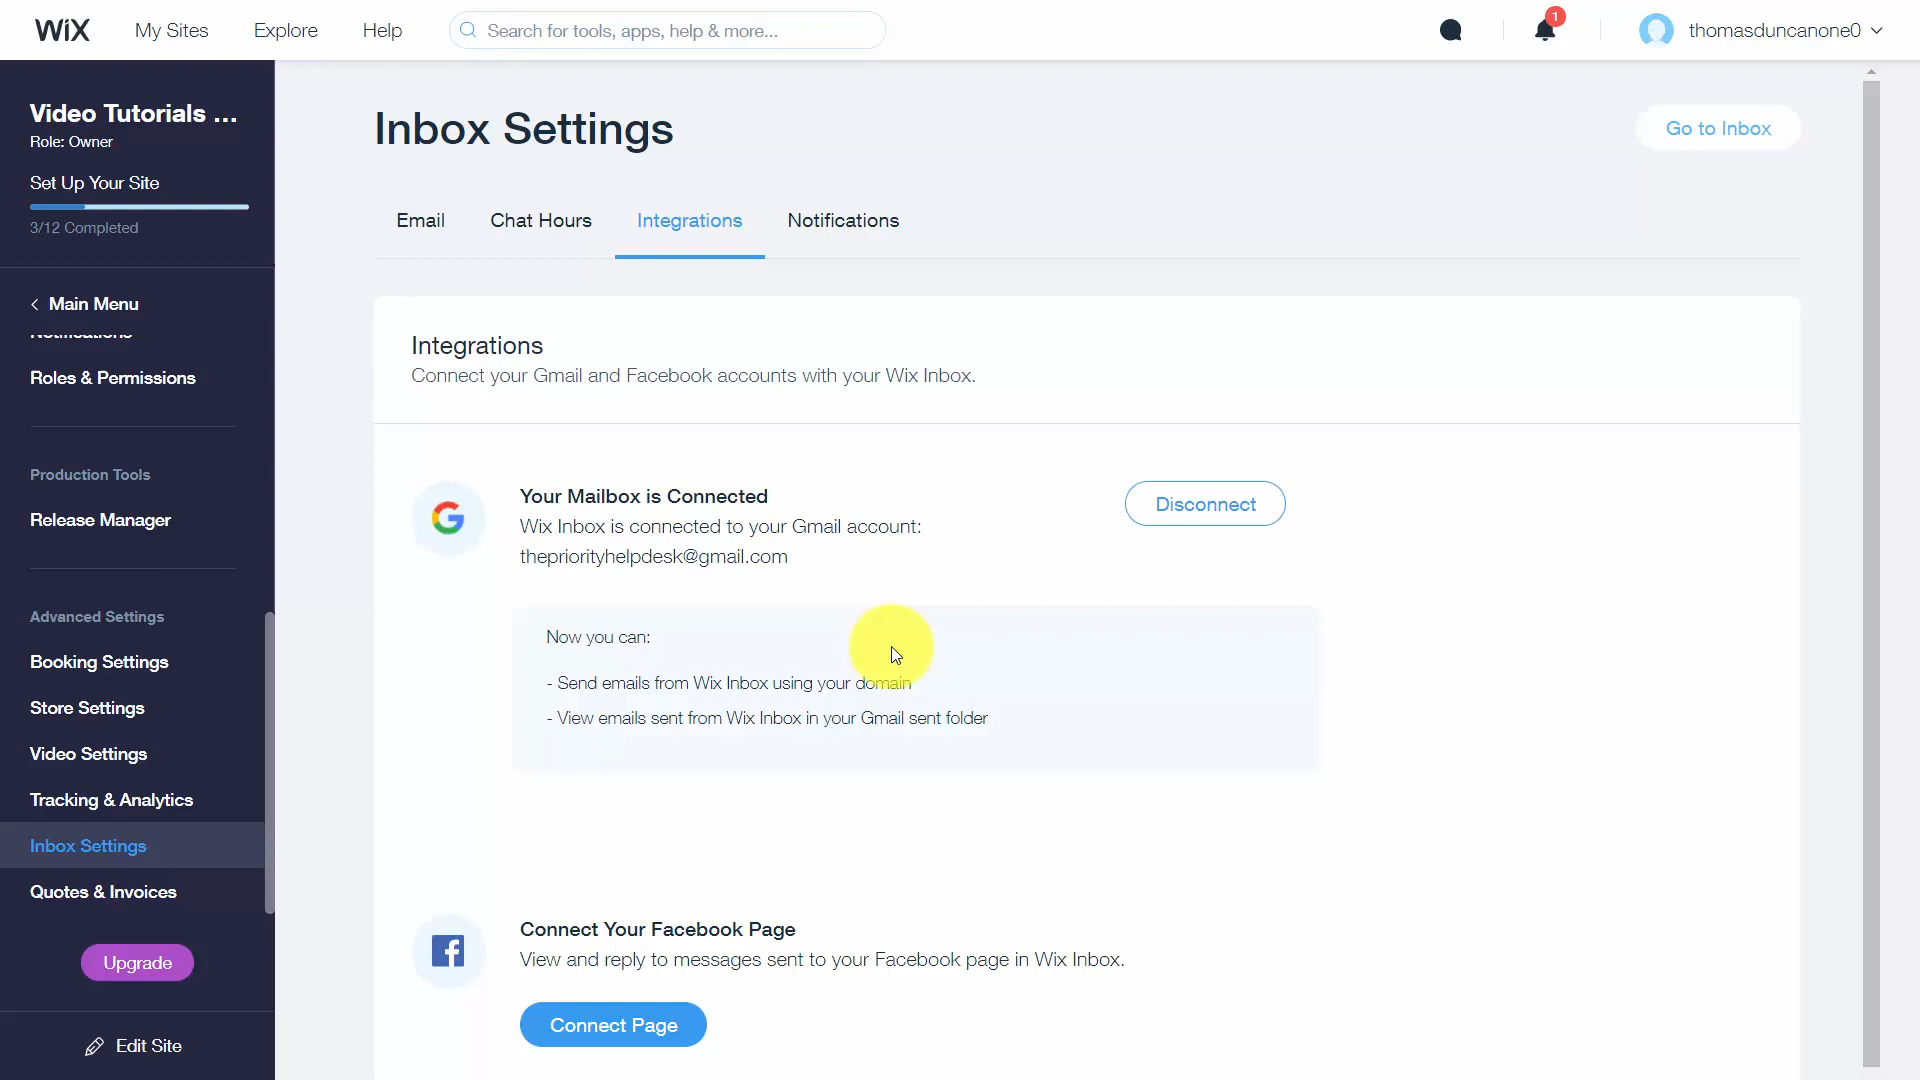 WiX
My Sites
Explore
Help
Search for tools, apps, help & more...
1
thomasduncanone0
Video Tutorials ...
Role: Owner
Set Up Your Site
3/12 Completed
Main Menu
Notifications
Roles & Permissions
Production Tools
Release Manager
Advanced Settings
Booking Settings
Store Settings
Video Settings
Tracking & Analytics
Inbox Settings
Quotes & Invoices
Upgrade
Edit Site
Inbox Settings
Go to Inbox
Email
Chat Hours
Integrations
Notifications
Integrations
Connect your Gmail and Facebook accounts with your Wix Inbox.
Your Mailbox is Connected
Disconnect
Wix Inbox is connected to your Gmail account:
thepriorityhelpdesk@gmail.com
Now you can:
- Send emails from Wix Inbox using your domain
- View emails sent from Wix Inbox in your Gmail sent folder
Connect Your Facebook Page
View and reply to messages sent to your Facebook page in Wix Inbox.
Connect Page